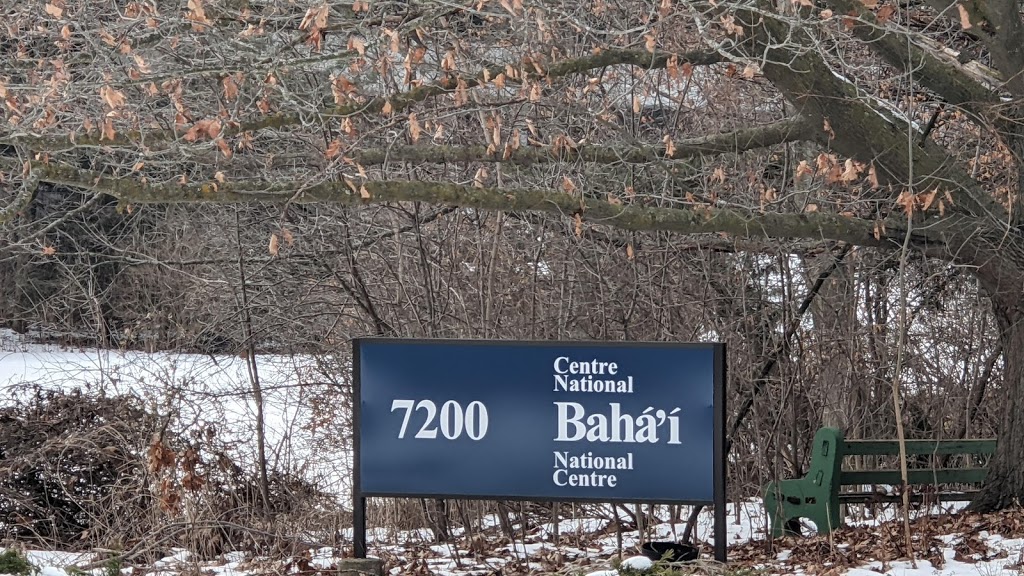 7200
Centre
National
Bahá’í
National
Centre